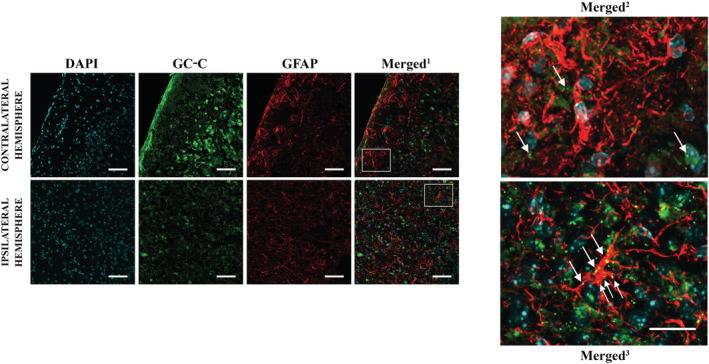 Merged²
DAPI
GC-C
GFAP
Merged¹
CONTRALATERAL
HEMISPHERE
IPSILATERAL
HEMISPHERE
Merged³